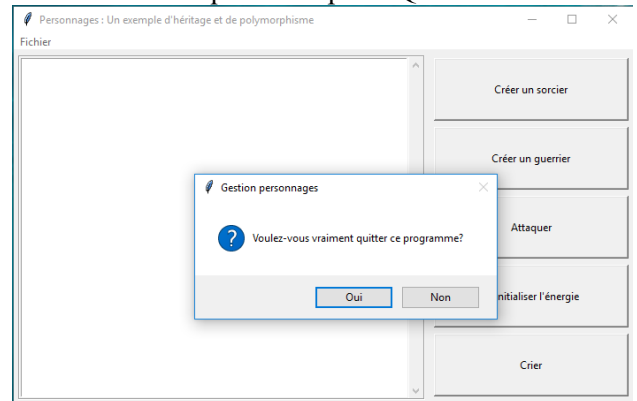 Personnages : Un exemple d'héritage et de polymorphisme
Fichier
Créer un sorcier
Créer un guerrier
Gestion personnages
Voulez-vous vraiment quitter ce programme?
Attaquer
Oui
Non
nitialiser l'énergie
Crier